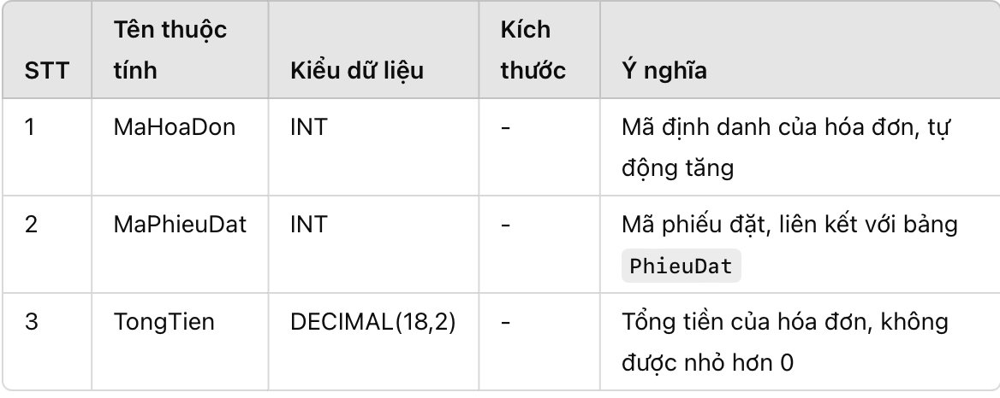 STT Tên thuộc tính Kiểu dữ liệu Kích thước Ý nghĩa
1 MaHoaDon INT - Mã định danh của hóa đơn, tự
động tăng
2 MaPhieuDat INT - Mã phiếu đặt, liên kết với bảng
PhieuDat
3 TongTien DECIMAL(18,2) - Tổng tiền của hóa đơn, không
được nhỏ hơn 0